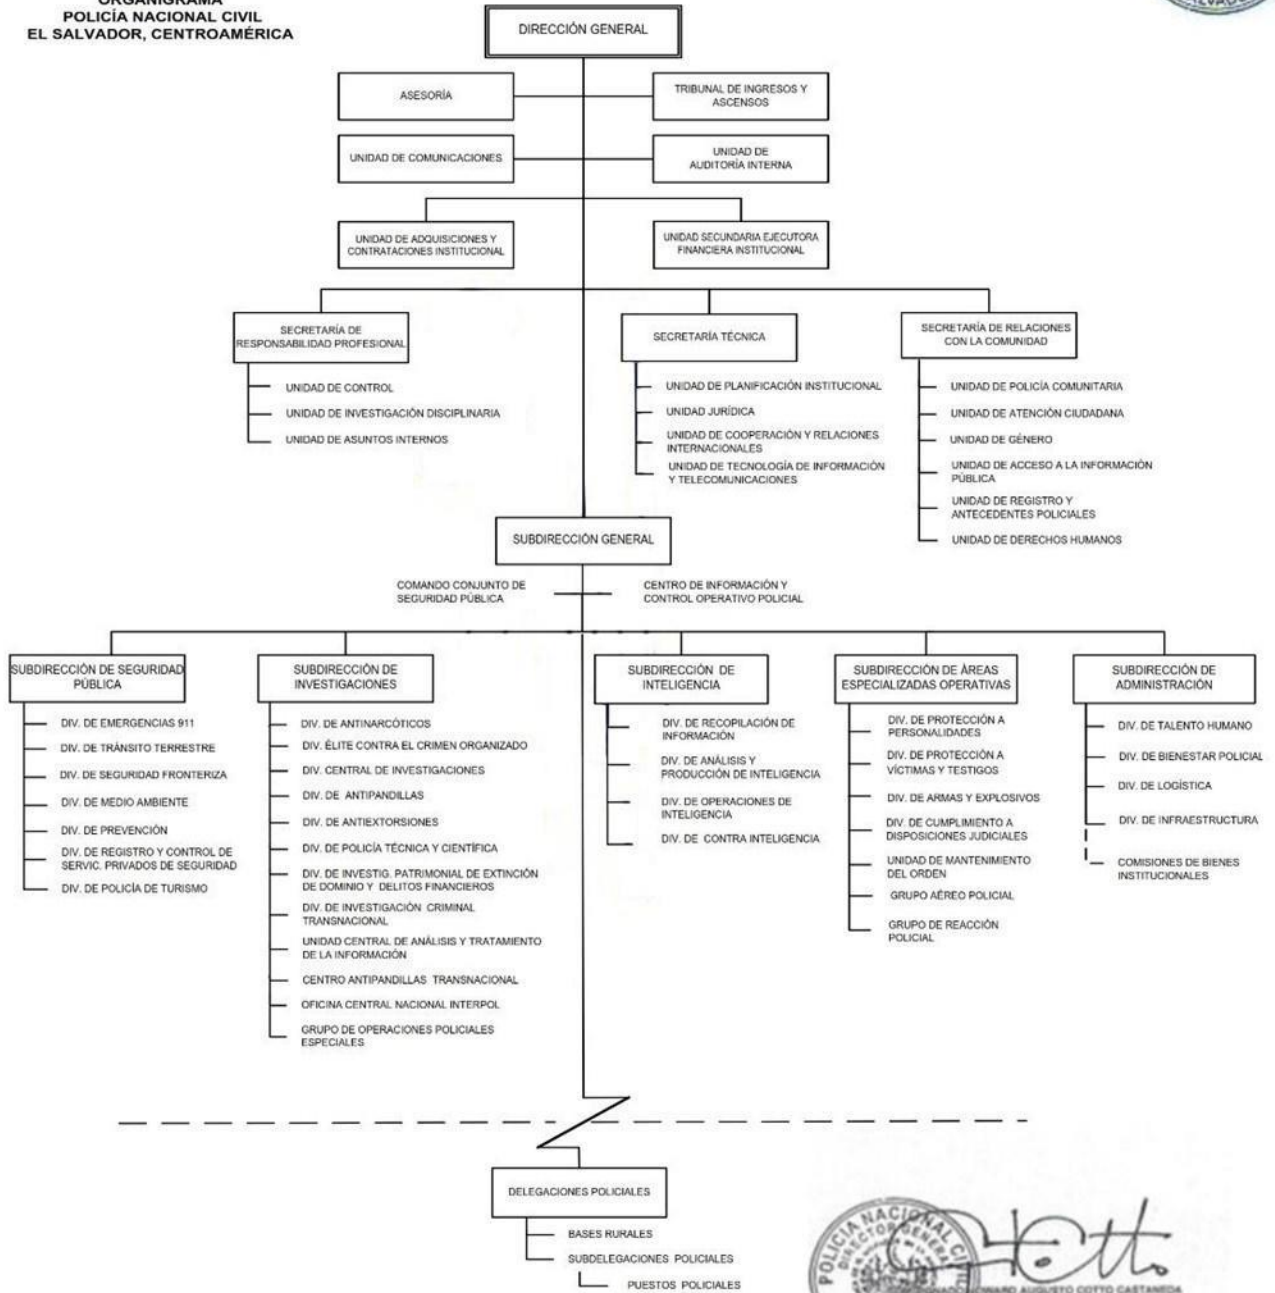 ORGANIGRAMA
POLICÍA NACIONAL CIVIL
EL SALVADOR, CENTROAMÉRICA
DIRECCIÓN GENERAL
ASESORÍA
TRIBUNAL DE INGRESOS Y
ASCENSOS
UNIDAD DE COMUNICACIONES
UNIDAD DE
AUDITORÍA INTERNA
UNIDAD DE ADQUISICIONES Y
CONTRATACIONES INSTITUCIONAL
UNIDAD SECUNDARIA EJECUTORA
FINANCIERA INSTITUCIONAL
SECRETARÍA DE
RESPONSABILIDAD PROFESIONAL
UNIDAD DE CONTROL
UNIDAD DE INVESTIGACIÓN DISCIPLINARIA
UNIDAD DE ASUNTOS INTERNOS
SECRETARÍA TÉCNICA
UNIDAD DE PLANIFICACIÓN INSTITUCIONAL
UNIDAD JURÍDICA
UNIDAD DE COOPERACIÓN Y RELACIONES
INTERNACIONALES
UNIDAD DE TECNOLOGÍA DE INFORMACIÓN
Y TELECOMUNICACIONES
SECRETARÍA DE RELACIONES
CON LA COMUNIDAD
UNIDAD DE POLICÍA COMUNITARIA
UNIDAD DE ATENCIÓN CIUDADANA
UNIDAD DE GÉNERO
UNIDAD DE ACCESO A LA INFORMACIÓN
PÚBLICA
UNIDAD DE REGISTRO Y
ANTECEDENTES POLICIALES
UNIDAD DE DERECHOS HUMANOS
SUBDIRECCIÓN GENERAL
COMANDO CONJUNTO DE
SEGURIDAD PÚBLICA
CENTRO DE INFORMACIÓN Y
CONTROL OPERATIVO POLICIAL
SUBDIRECCIÓN DE SEGURIDAD
PÚBLICA
DIV. DE EMERGENCIAS 911
DIV. DE TRÁNSITO TERRESTRE
DIV. DE SEGURIDAD FRONTERIZA
DIV. DE MEDIO AMBIENTE
DIV. DE PREVENCIÓN
DIV. DE REGISTRO Y CONTROL DE
SERVIC. PRIVADOS DE SEGURIDAD
DIV. DE POLICÍA DE TURISMO
SUBDIRECCIÓN DE
INVESTIGACIONES
DIV. DE ANTINARCÓTICOS
DIV. ÉLITE CONTRA EL CRIMEN ORGANIZADO
DIV. CENTRAL DE INVESTIGACIONES
DIV. DE ANTIPANDILLAS
DIV. DE ANTIEXTORSIONES
DIV. DE POLICÍA TÉCNICA Y CIENTÍFICA
DIV. DE INVESTIG. PATRIMONIAL DE EXTINCIÓN
DE DOMINIO Y DELITOS FINANCIEROS
DIV. DE INVESTIGACIÓN CRIMINAL
TRANSNACIONAL
UNIDAD CENTRAL DE ANÁLISIS Y TRATAMIENTO
DE LA INFORMACIÓN
CENTRO ANTIPANDILLAS TRANSNACIONAL
OFICINA CENTRAL NACIONAL INTERPOL
GRUPO DE OPERACIONES POLICIALES
ESPECIALES
SUBDIRECCIÓN DE
INTELIGENCIA
DIV. DE RECOPILACIÓN DE
INFORMACIÓN
DIV. DE ANÁLISIS Y
PRODUCCIÓN DE INTELIGENCIA
DIV. DE OPERACIONES DE
INTELIGENCIA
DIV. DE CONTRA INTELIGENCIA
SUBDIRECCIÓN DE ÁREAS
ESPECIALIZADAS OPERATIVAS
DIV. DE PROTECCIÓN A
PERSONALIDADES
DIV. DE PROTECCIÓN A
VÍCTIMAS Y TESTIGOS
DIV. DE ARMAS Y EXPLOSIVOS
DIV. DE CUMPLIMIENTO A
DISPOSICIONES JUDICIALES
UNIDAD DE MANTENIMIENTO
DEL ORDEN
GRUPO AÉREO POLICIAL
GRUPO DE REACCIÓN
POLICIAL
SUBDIRECCIÓN DE
ADMINISTRACIÓN
DIV. DE TALENTO HUMANO
DIV. DE BIENESTAR POLICIAL
DIV. DE LOGÍSTICA
DIV. DE INFRAESTRUCTURA
COMISIONES DE BIENES
INSTITUCIONALES
DELEGACIONES POLICIALES
BASES RURALES
SUBDELEGACIONES POLICIALES
PUESTOS POLICIALES
POLICIA NACIONAL CIVIL
DIRECTOR GENERAL
HOWARD AUGUSTO COTTO CASTANEDA